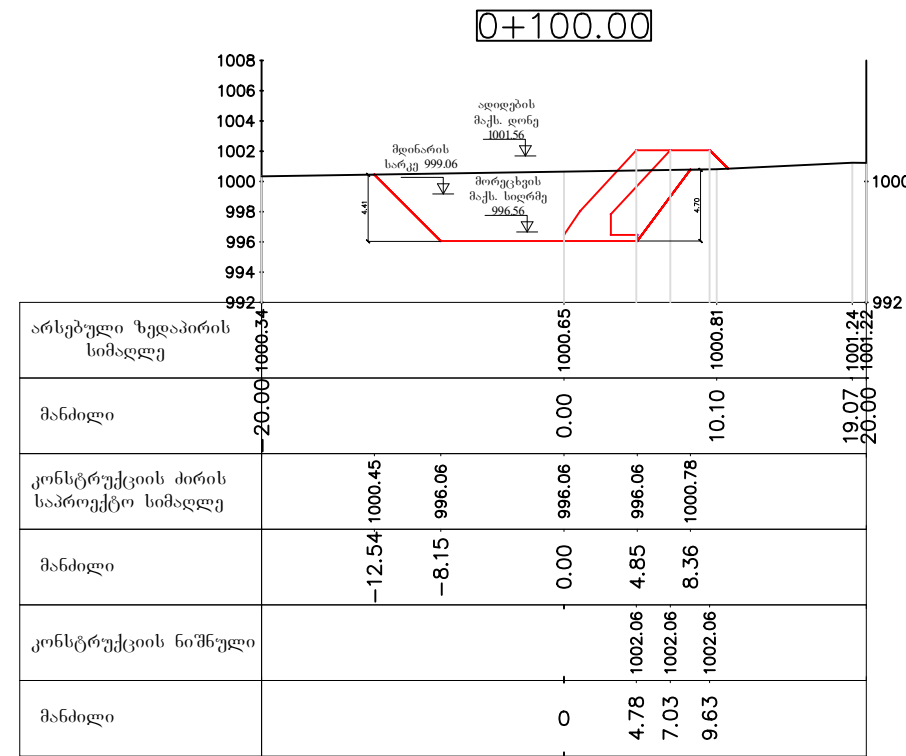 0+100.00
1008
1006
1004
1002
1000
998
996
994
992
1000
992
ადიდების
მაქს. დონე
1001.56
მდინარის
სარკე 999.06
მორეცხვის
მაქს. სიღრმე
996.56
4.41
4.70
არსებული ზედაპირის
სიმაღლე
1000.34 1000.65 1000.81 1001.24 1001.22
მანძილი
-20.00 0.00 10.10 19.07 20.00
კონსტრუქციის ძირის
საპროექტო სიმაღლე
1000.45 996.06 996.06 996.06 1000.78
მანძილი
-12.54 -8.15 0.00 4.85 8.36
კონსტრუქციის ნიშნული
1002.06 1002.06 1002.06
მანძილი
0 4.78 7.03 9.63